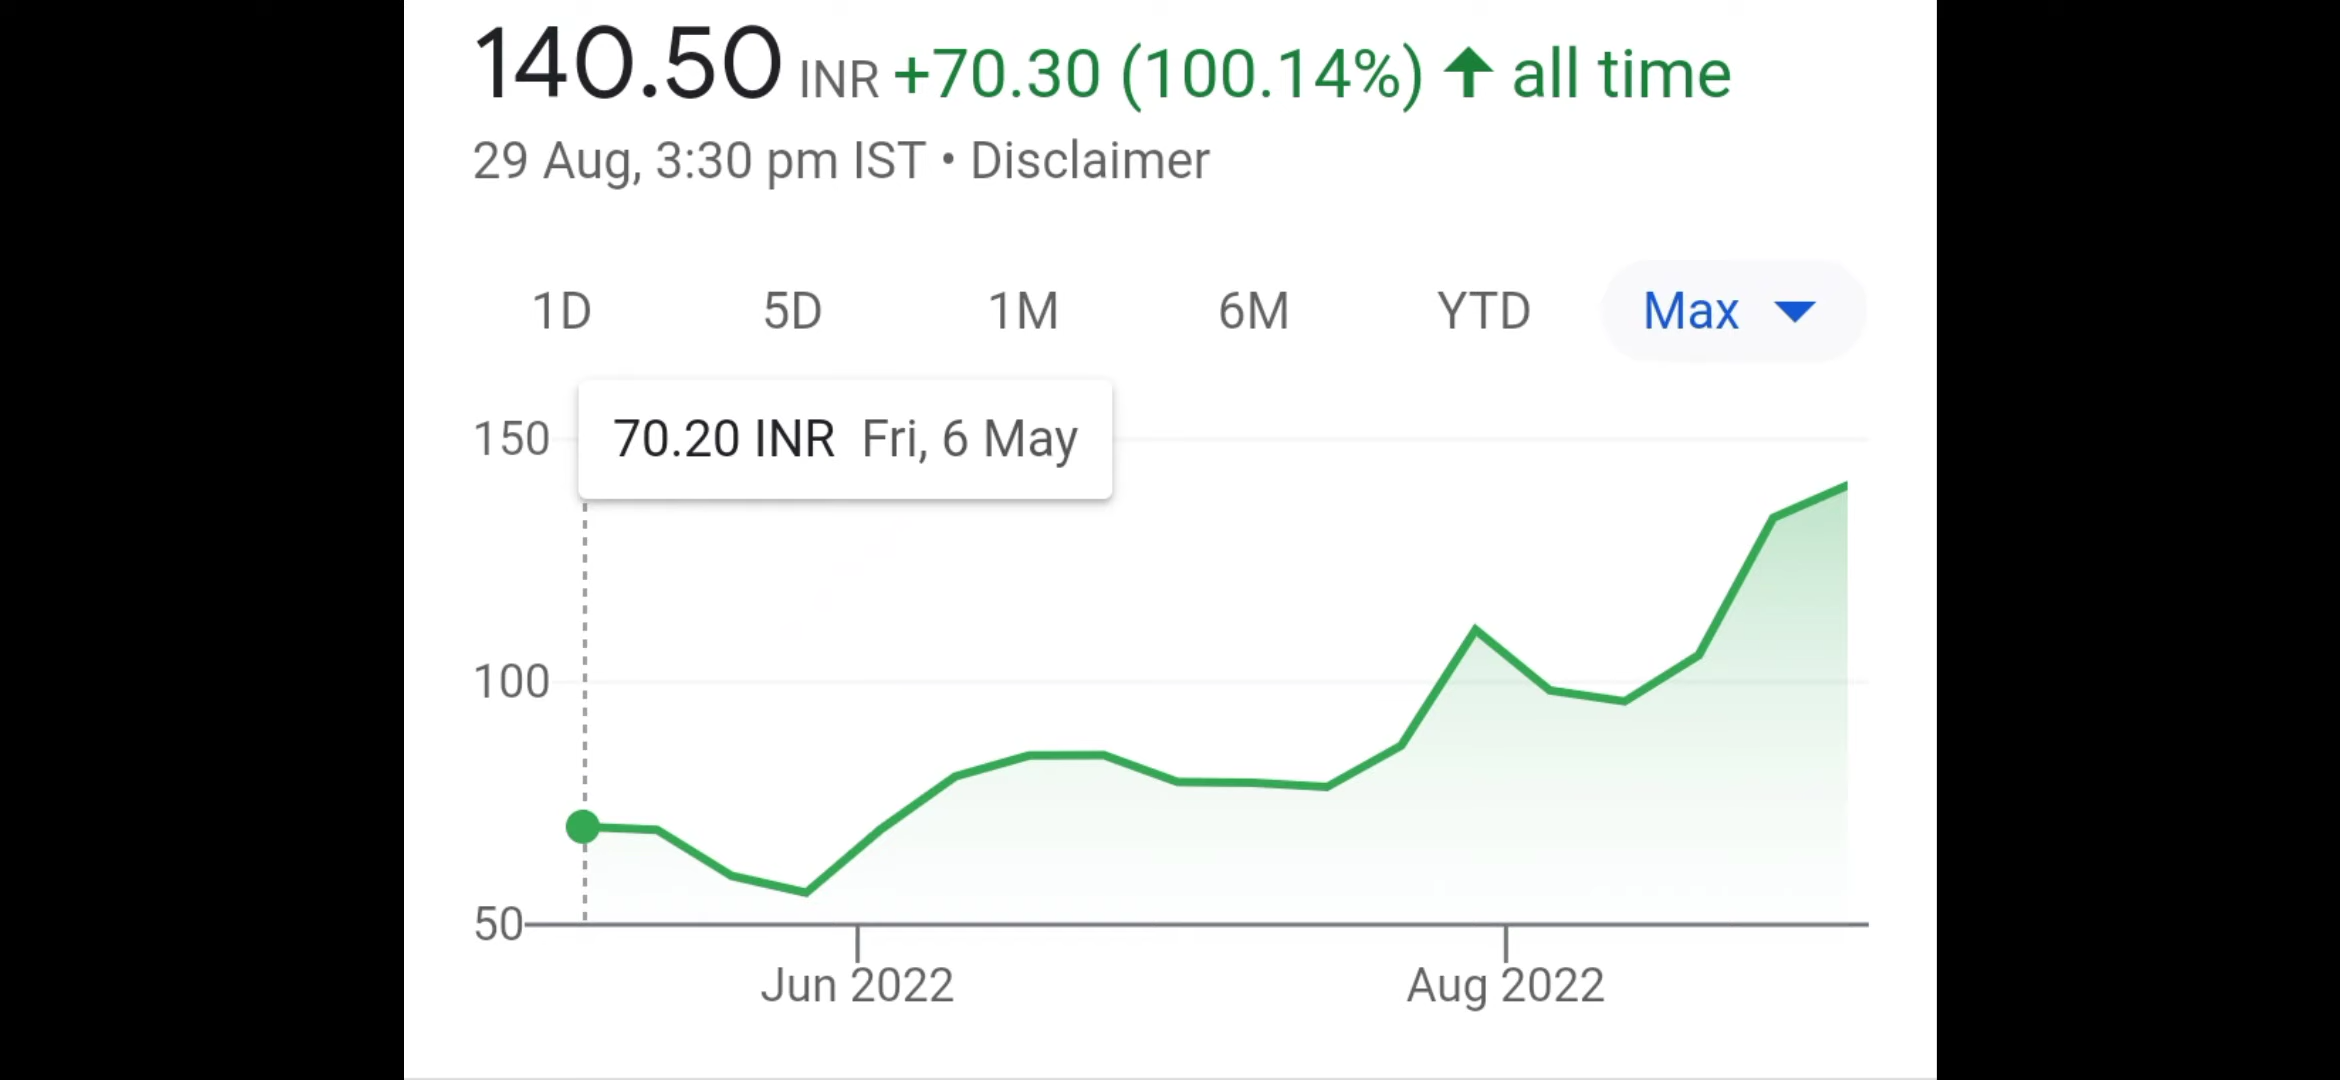 140.50 INR +70.30 (100.14%) ↑ all time
29 Aug, 3:30 pm IST • Disclaimer
1D 5D 1M 6M YTD Max
70.20 INR Fri, 6 May
150
100
50
Jun 2022 Aug 2022